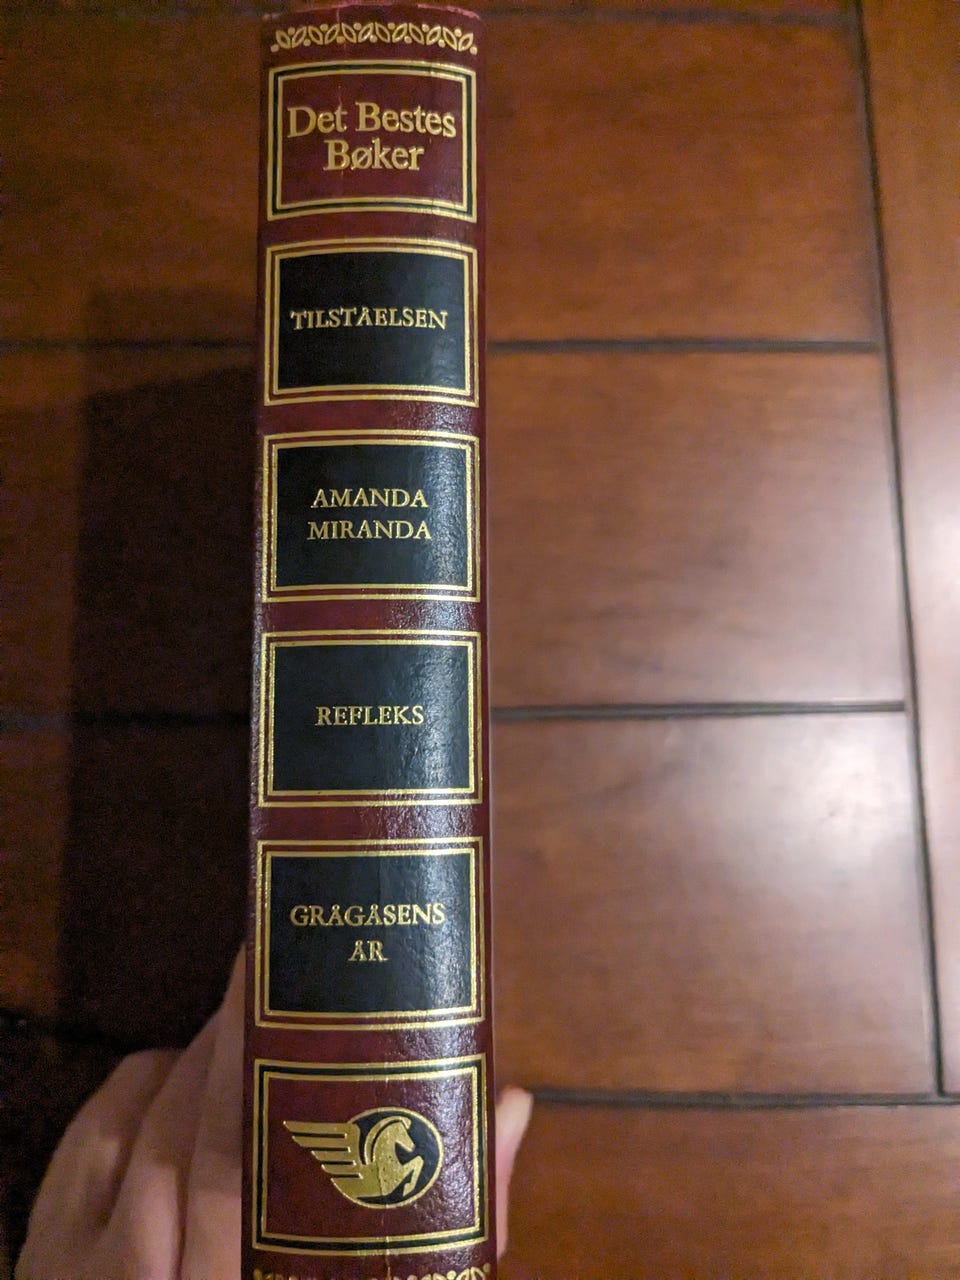 Det Bestes
Bøker
TILSTÅELSEN
AMANDA
MIRANDA
REFLEKS
GRÅGÅSENS
ÅR